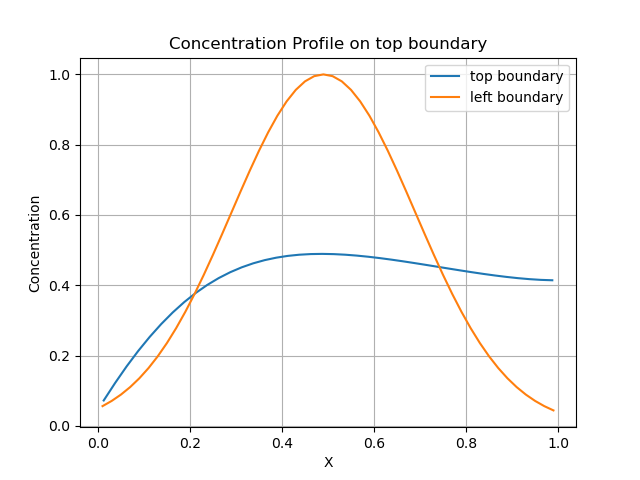 Concentration Profile on top boundary
top boundary
left boundary
1.0
0.8
0.6
0.4
0.2
0.0
Concentration
0.0 0.2 0.4 0.6 0.8 1.0
X